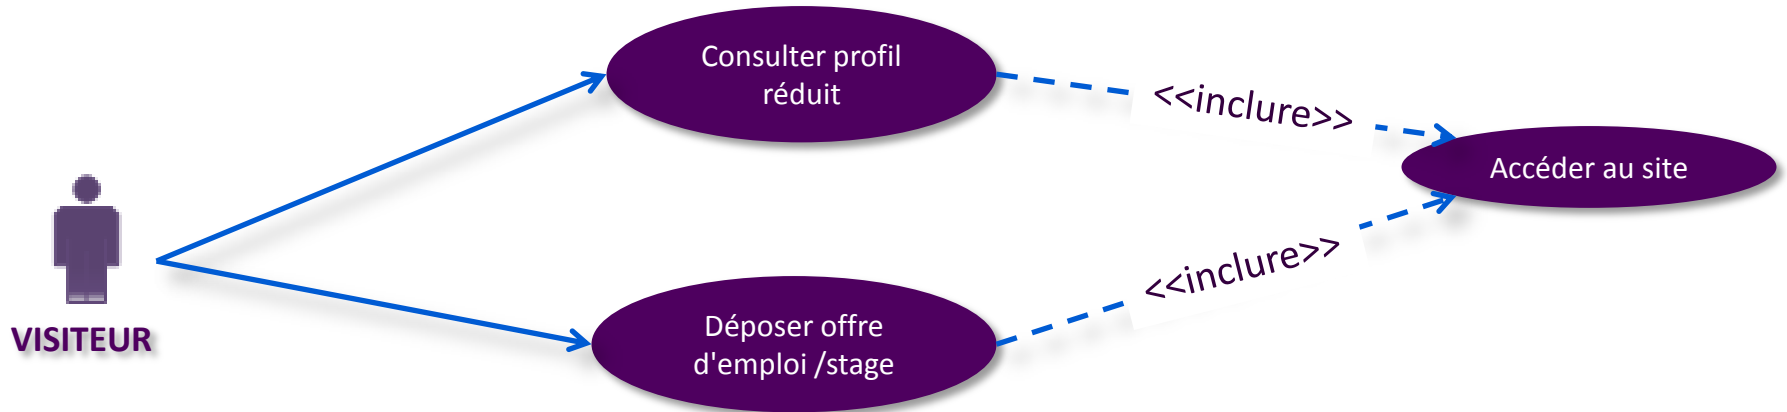 Consulter profil
réduit
<<inclure>>
Accéder au site
<<inclure>>
VISITEUR
Déposer offre
d'emploi /stage